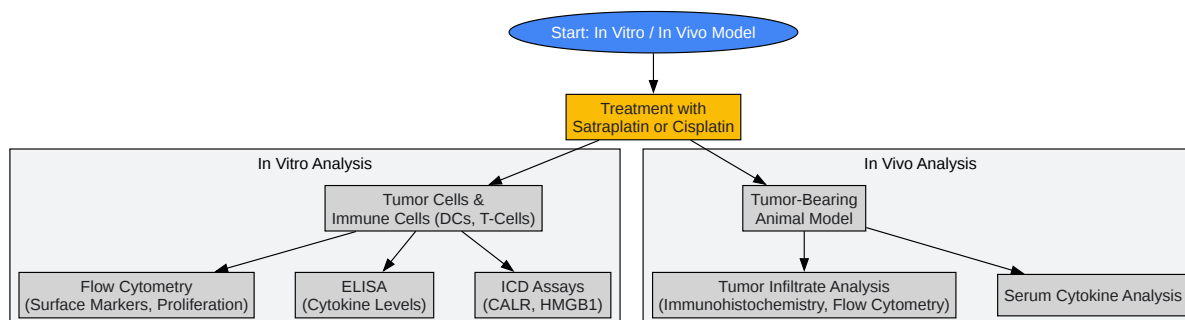 Start: In Vitro / In Vivo Model
Treatment with
Satraplatin or Cisplatin
In Vitro Analysis
In Vivo Analysis
Tumor Cells &
Immune Cells (DCs, T-Cells)
Tumor-Bearing
Animal Model
Flow Cytometry
(Surface Markers, Proliferation)
ELISA
(Cytokine Levels)
ICD Assays
(CALR, HMGB1)
Tumor Infiltrate Analysis
(Immunohistochemistry, Flow Cytometry)
Serum Cytokine Analysis